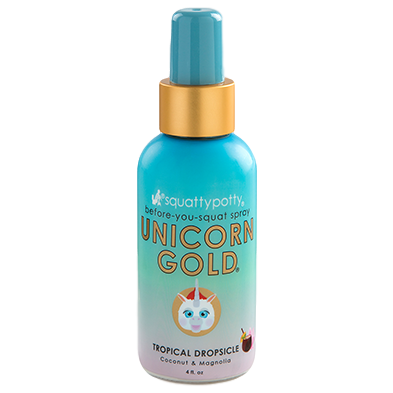 squattypotty®
before-you-squat spray
UNICORN
GOLD®
TROPICAL DROPSICLE
Coconut & Magnolia
4 fl. oz